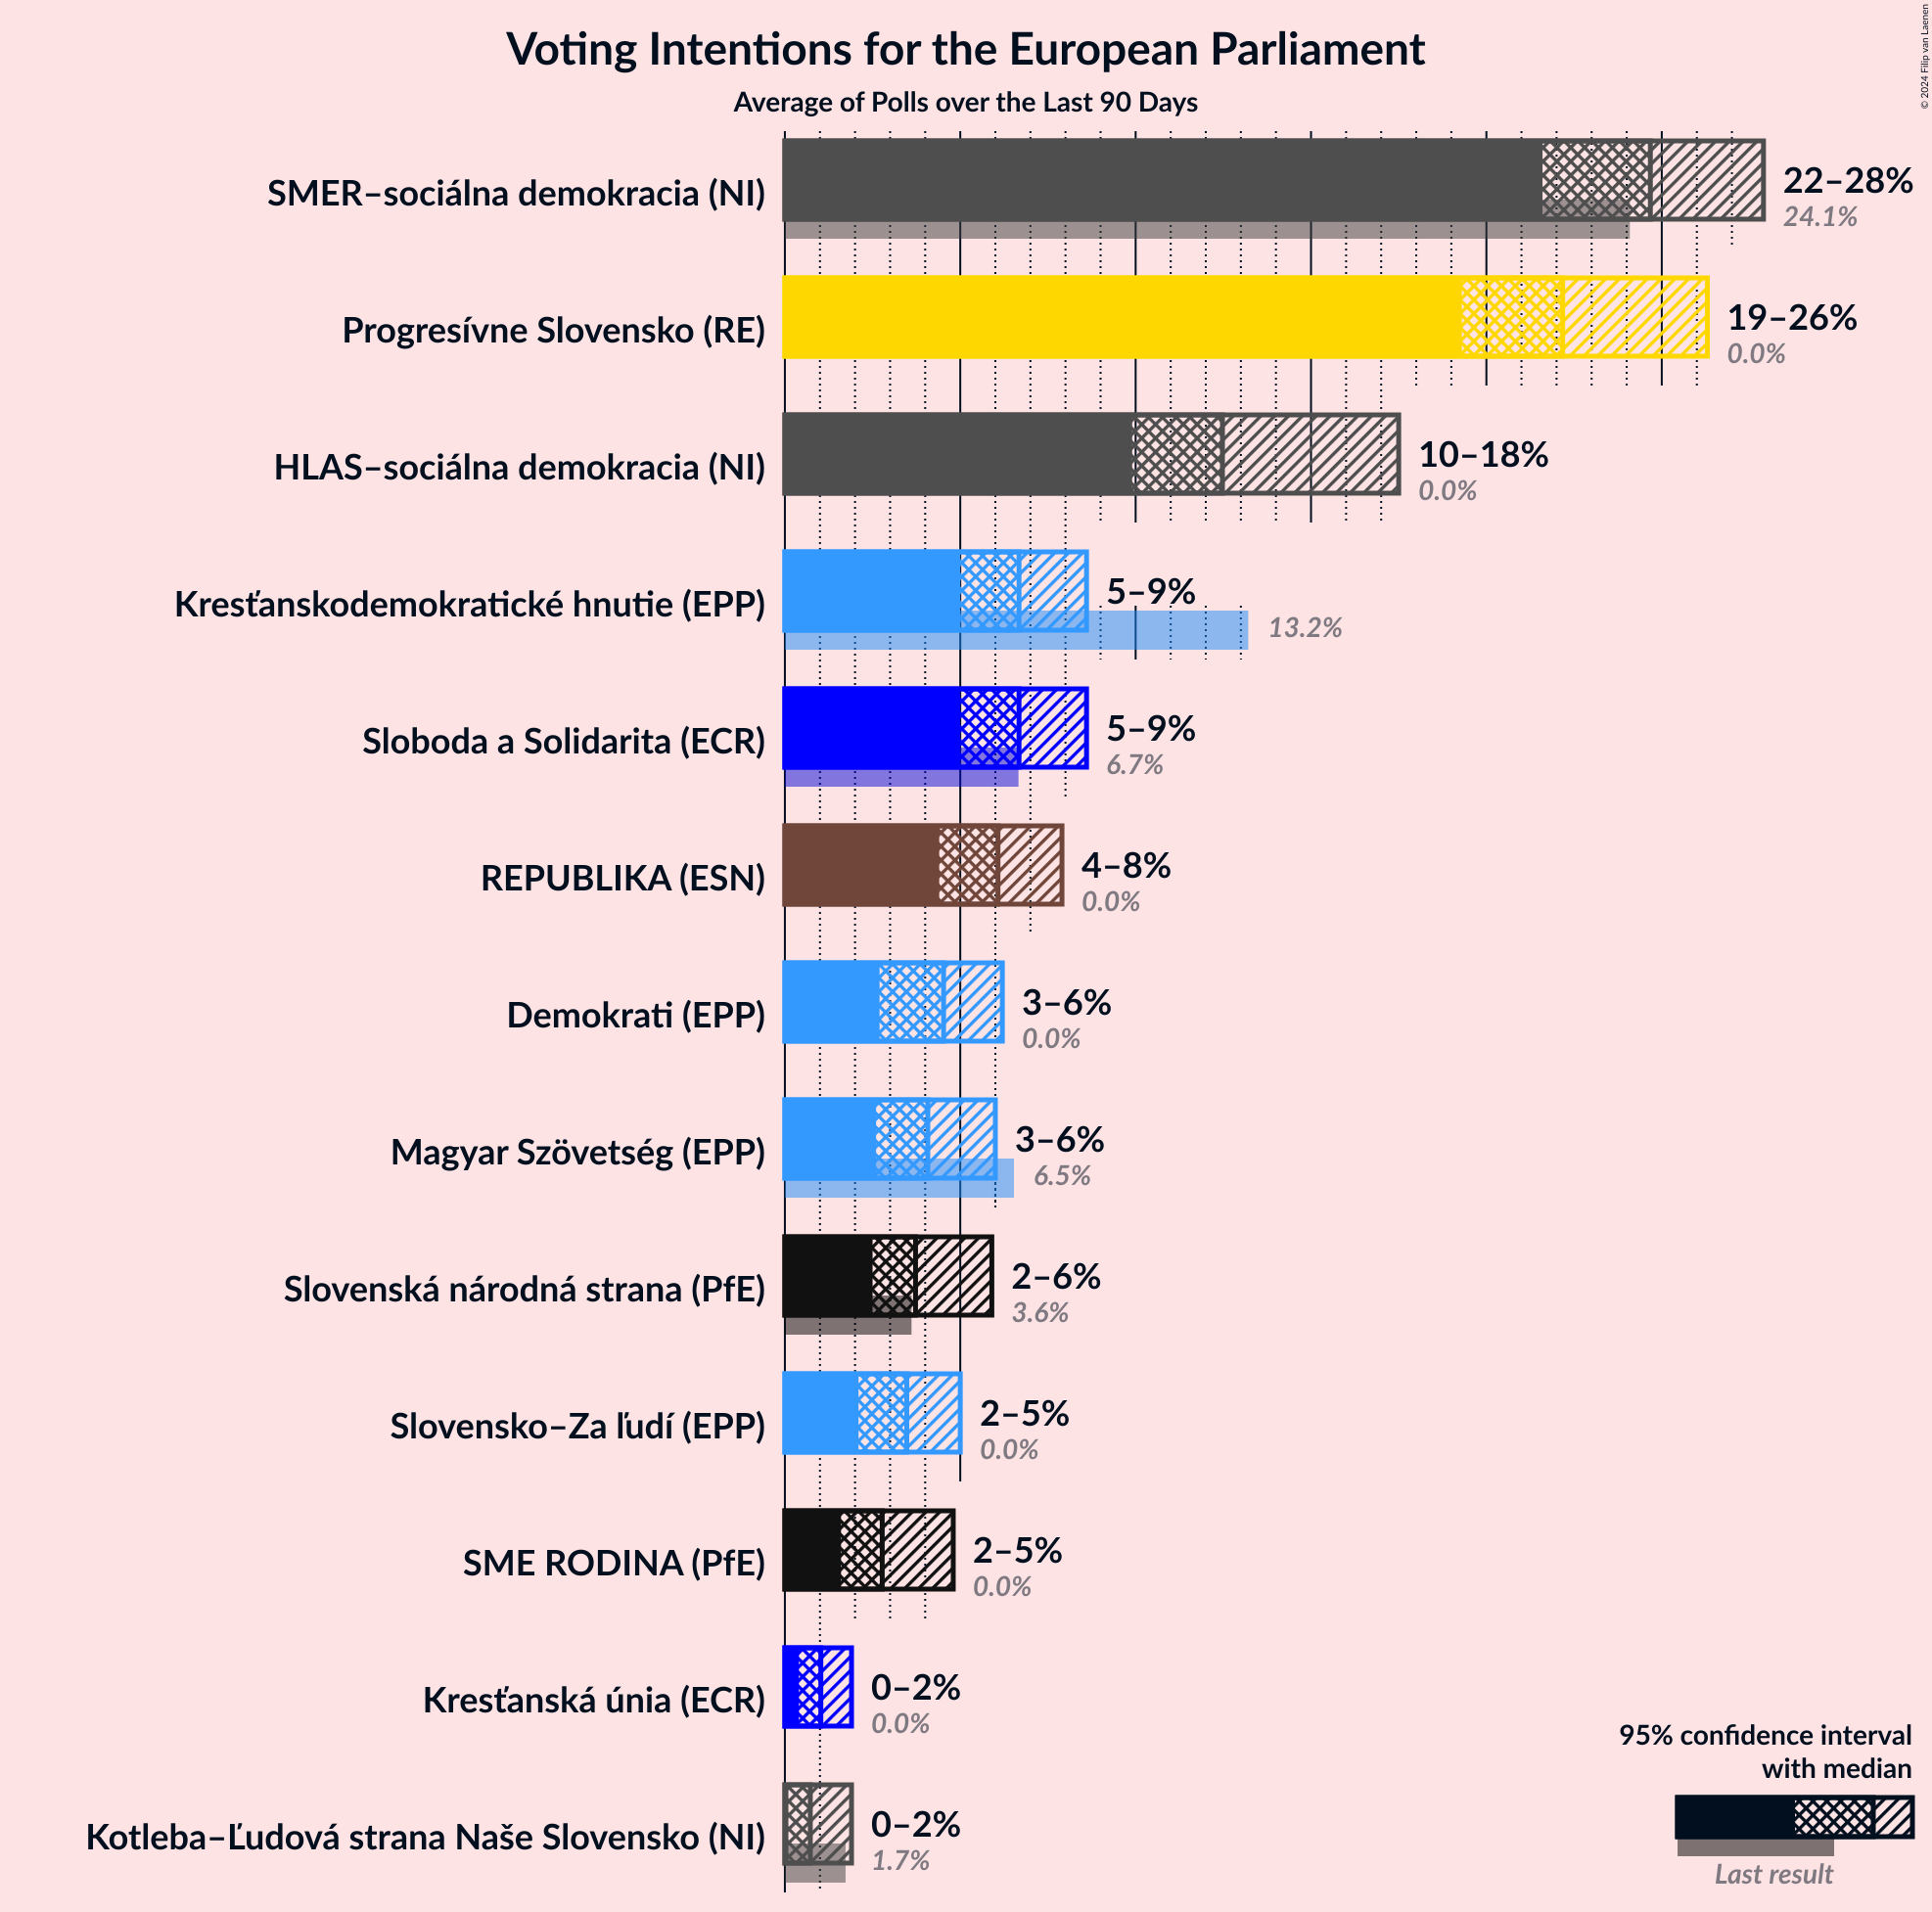 Voting Intentions for the European Parliament
Average of Polls over the Last 90 Days
© 2024 Filip van Laenen
SMER–sociálna demokracia (NI)
22–28%
24.1%
Progresívne Slovensko (RE)
19–26%
0.0%
HLAS–sociálna demokracia (NI)
10–18%
0.0%
Kresťanskodemokratické hnutie (EPP)
5–9%
13.2%
Sloboda a Solidarita (ECR)
5–9%
6.7%
REPUBLIKA (ESN)
4–8%
0.0%
Demokrati (EPP)
3–6%
0.0%
Magyar Szövetség (EPP)
3–6%
6.5%
Slovenská národná strana (PfE)
2–6%
3.6%
Slovensko–Za ľudí (EPP)
2–5%
0.0%
SME RODINA (PfE)
2–5%
0.0%
Kresťanská únia (ECR)
0–2%
0.0%
Kotleba–Ľudová strana Naše Slovensko (NI)
0–2%
1.7%
95% confidence interval
with median
Last result